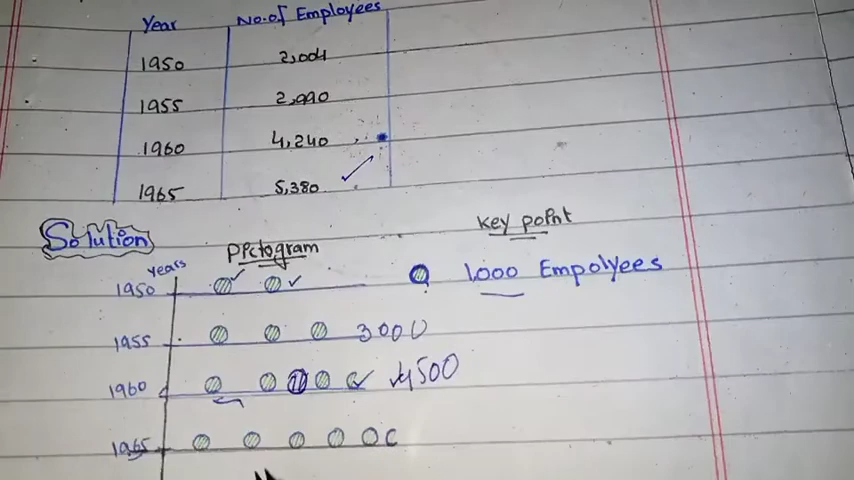 Year No.of Employees
1950 2,004
1955 2,990
1960 4,240
1965 5,380
Solution
Pictogram
key point
years
1950
1000 Empolyees
1955 3000
1960 4500
1965